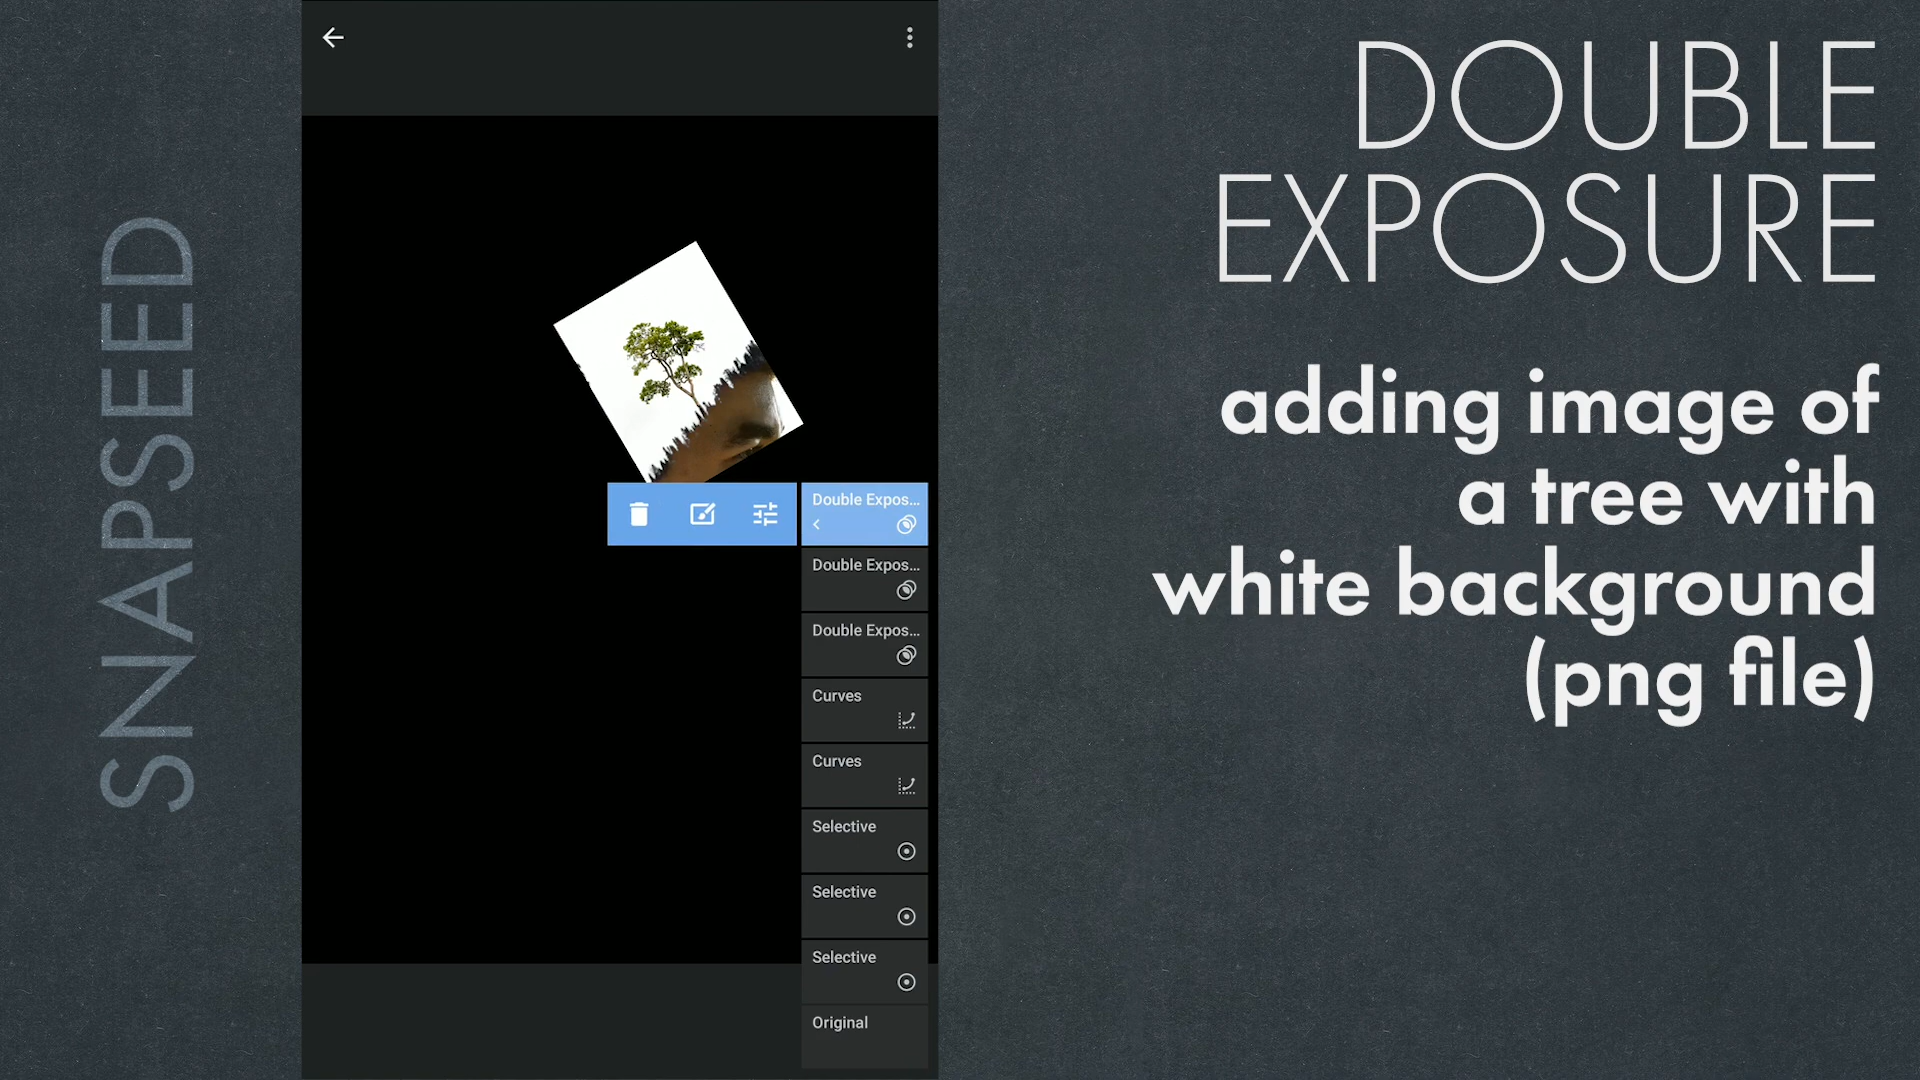 SNAPSEED
Double Expos...
Double Expos...
Double Expos...
Curves
Curves
Selective
Selective
Selective
Original
DOUBLE
EXPOSURE
adding image of
a tree with
white background
(png file)